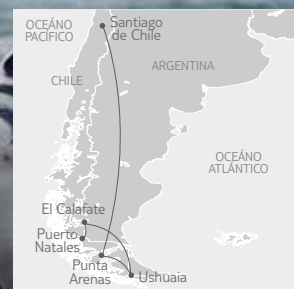 OCEÁNO
PACÍFICO
Santiago
de Chile
CHILE
ARGENTINA
OCEÁNO
ATLÁNTICO
El Calafate
Puerto
Natales
Punta
Arenas
Ushuaia